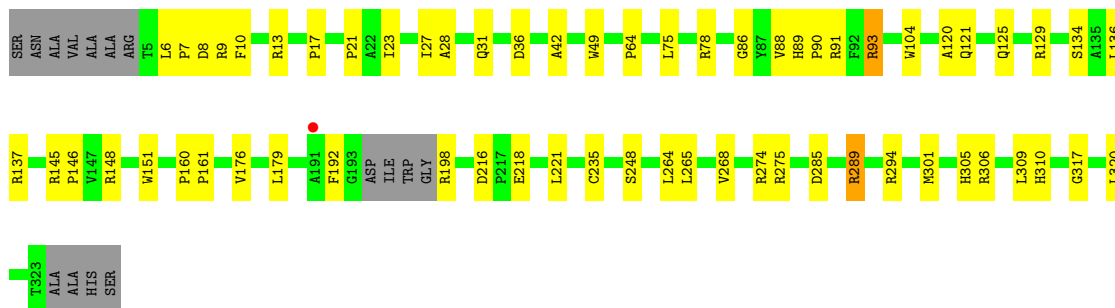 SER ASN ALA VAL ALA ALA ARG T5 L6 P7 D8 R9 F10 R13 P17 P21 A22 I23 I27 A28 Q31 D36 A42 W49 P64 L75 R78 G86 Y87 V88 H89 P90 R91 F92 R93 W104 A120 Q121 Q125 R129 S134 A135 L136
R137 R145 P146 V147 R148 W151 P160 P161 V176 L179 A191 F192 G193 ASP ILE TRP GLY R198 D216 P217 E218 L221 C235 S248 L264 L265 V268 R274 R275 D285 R289 R294 M301 H305 R306 L309 H310 G317 L320
T323 ALA ALA HIS SER